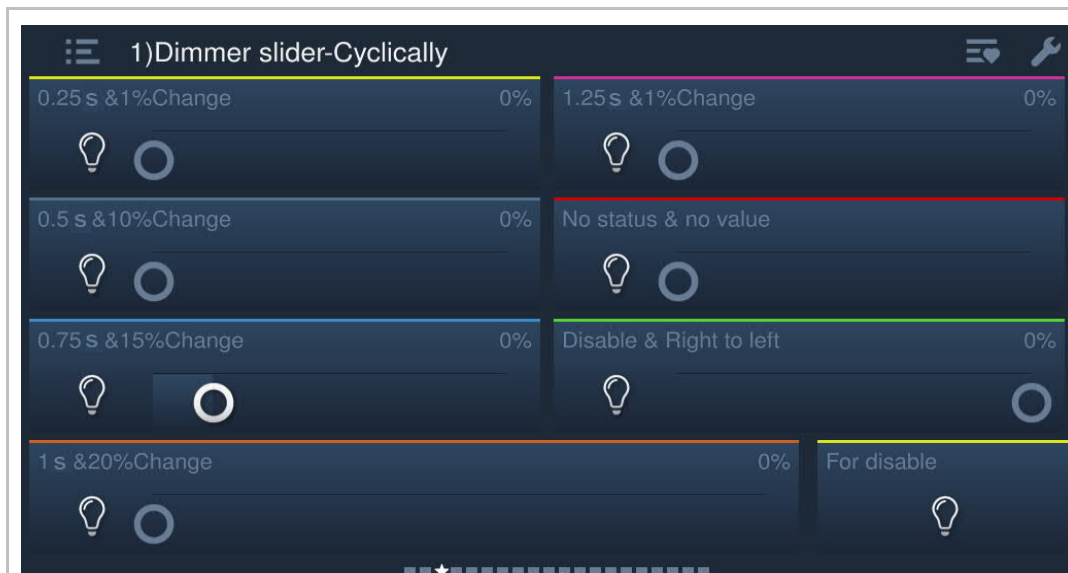 1)Dimmer slider-Cyclically
0.25 s &1%Change 0%
1.25s &1%Change 0%
0.5 s &10%Change 0%
No status & no value
0.75 s &15%Change 0%
Disable & Right to left 0%
1 s &20%Change 0%
For disable